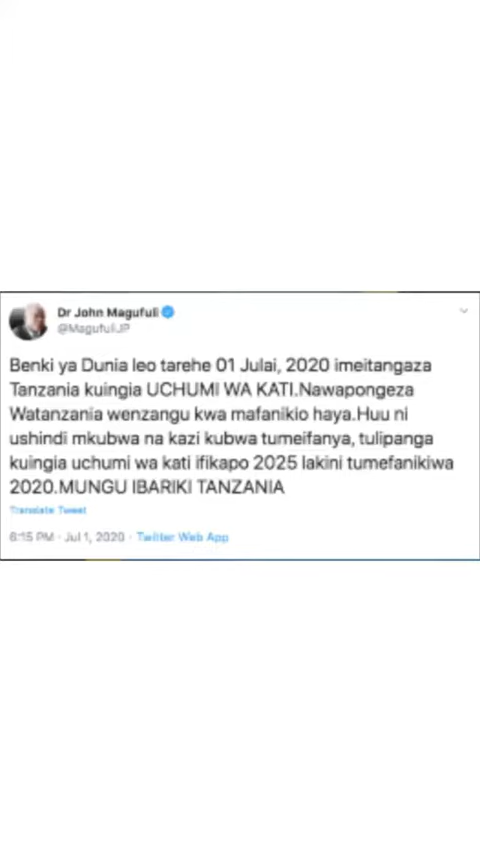 Dr John Magufuli
@MagufuliJP
Benki ya Dunia leo tarehe 01 Julai, 2020 imeitangaza
Tanzania kuingia UCHUMI WA KATI.Nawapongeza
Watanzania wenzangu kwa mafanikio haya.Huu ni
ushindi mkubwa na kazi kubwa tumeifanya, tulipanga
kuingia uchumi wa kati ifikapo 2025 lakini tumefanikiwa
2020.MUNGU IBARIKI TANZANIA
Translate Tweet
6:15 PM · Jul 1, 2020 · Twitter Web App